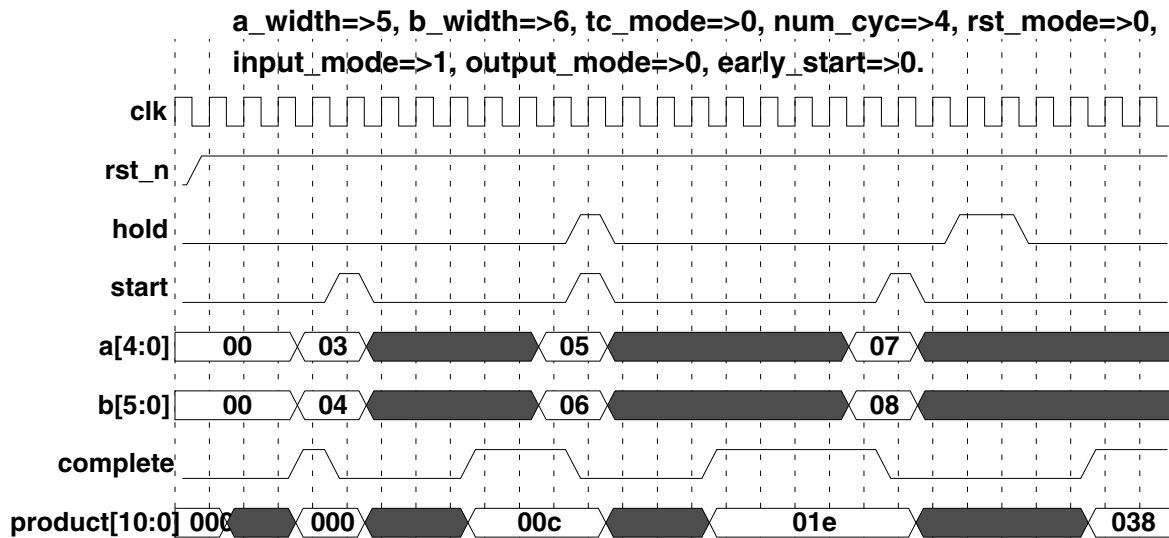 a_width=>5, b_width=>6, tc_mode=>0, num_cyc=>4, rst_mode=>0,
input_mode=>1, output_mode=>0, early_start=>0.
clk
rst_n
hold
start
a[4:0] 00 03 05 07
b[5:0] 00 04 06 08
complete
product[10:0] 000 000 00c 01e 038